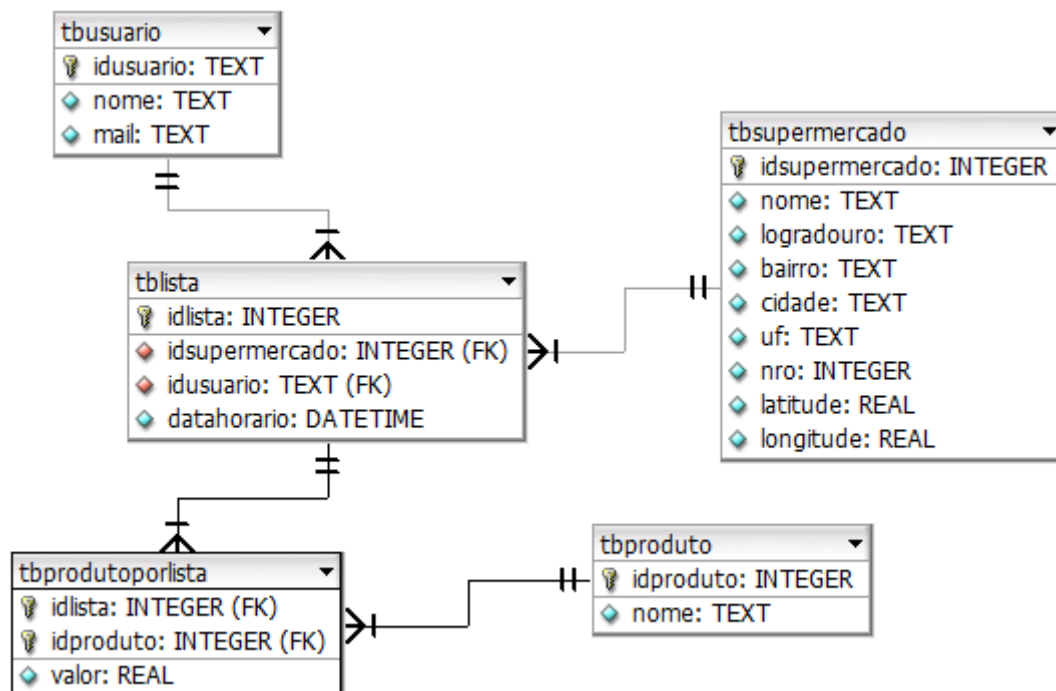 tbusuario
idusuario: TEXT
nome: TEXT
mail: TEXT
tbsupermercado
idsupermercado: INTEGER
nome: TEXT
logradouro: TEXT
bairro: TEXT
cidade: TEXT
uf: TEXT
nro: INTEGER
latitude: REAL
longitude: REAL
tblista
idlista: INTEGER
idsupermercado: INTEGER (FK)
idusuario: TEXT (FK)
datahorario: DATETIME
tbprodutoporlista
idlista: INTEGER (FK)
idproduto: INTEGER (FK)
valor: REAL
tbproduto
idproduto: INTEGER
nome: TEXT